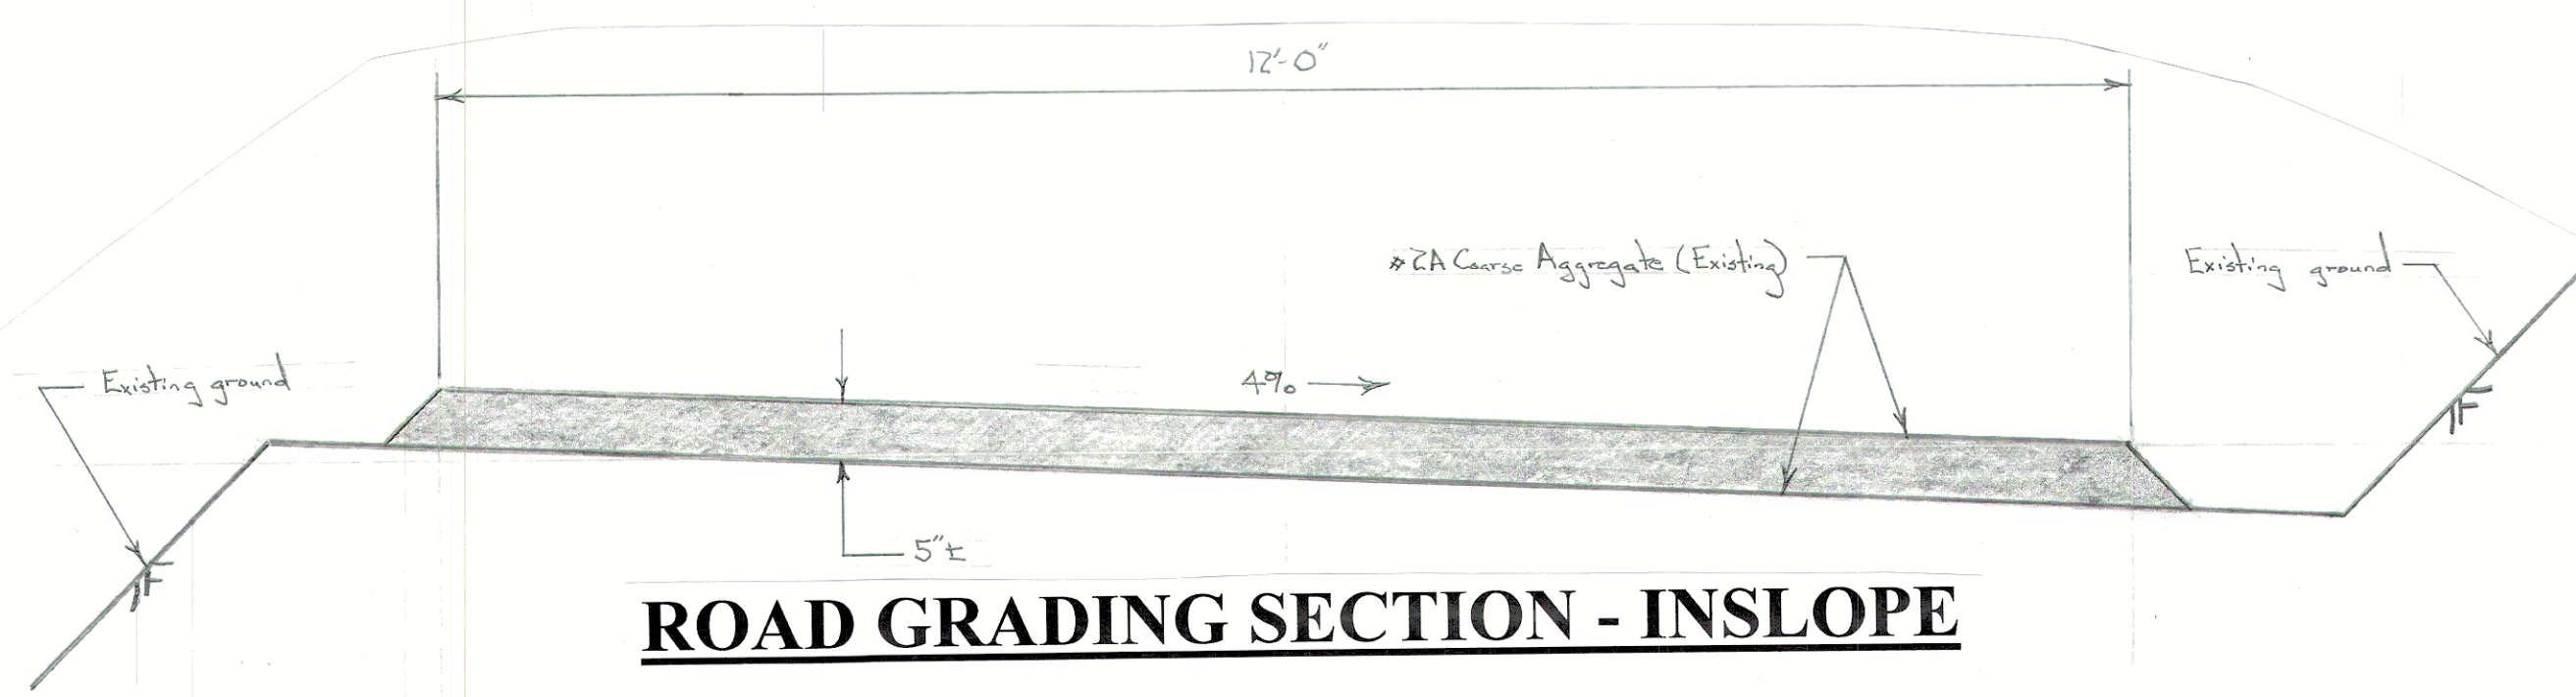 12'-0"
#2A Coarse Aggregate (Existing)
Existing ground
Existing ground
4%
5"±
ROAD GRADING SECTION - INSLOPE